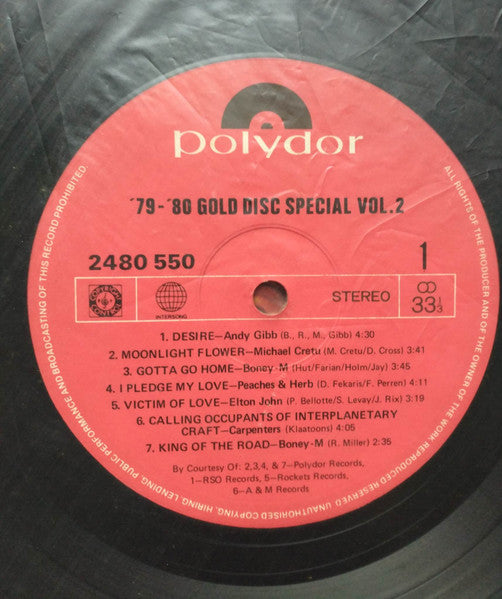 polydor
'79-'80 GOLD DISC SPECIAL VOL.2
2480 550
1
COPYRIGHT CONTROL
INTERSONG
STEREO
33 1/3
1. DESIRE—Andy Gibb (B., R., M., Gibb) 4:30
2. MOONLIGHT FLOWER—Michael Cretu (M. Cretu/D. Cross) 3:41
3. GOTTA GO HOME—Boney-M (Hut/Farian/Holm/Jay) 3:45
4. I PLEDGE MY LOVE—Peaches & Herb (D. Fekaris/F. Perren) 4:11
5. VICTIM OF LOVE—Elton John (P. Bellotte/S. Levay/J. Rix) 3:19
6. CALLING OCCUPANTS OF INTERPLANETARY
CRAFT—Carpenters (Klaatoons) 4:05
7. KING OF THE ROAD—Boney-M (R. Miller) 2:35
By Courtesy Of: 2,3,4, & 7—Polydor Records,
1—RSO Records, 5—Rockets Records,
6—A & M Records
ALL RIGHTS OF THE PRODUCER AND OF THE OWNER OF THE WORK REPRODUCED RESERVED. UNAUTHORISED COPYING, HIRING, LENDING, PUBLIC PERFORMANCE AND BROADCASTING OF THIS RECORD PROHIBITED.